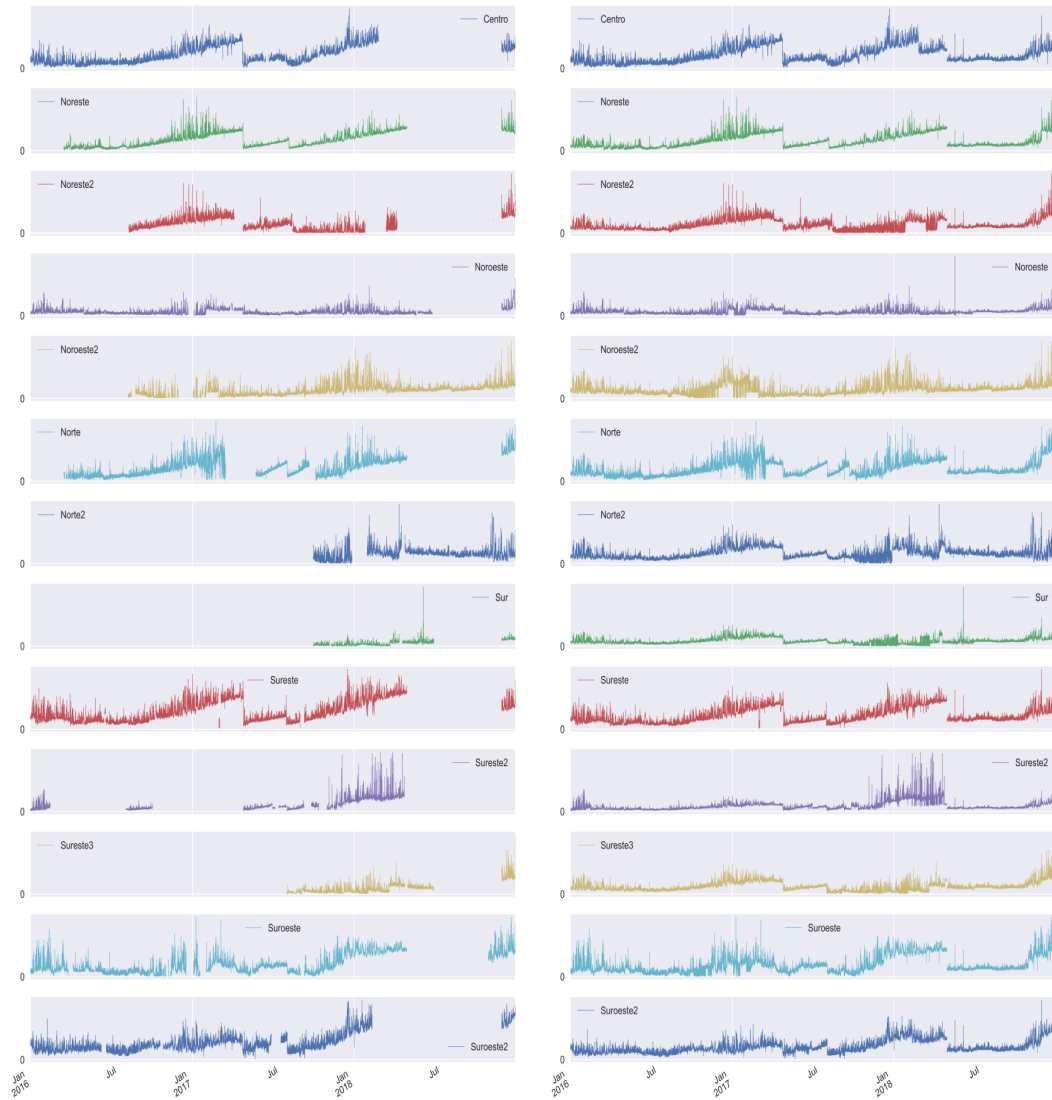 Centro Centro
0 0
Noreste Noreste
0 0
Noreste2 Noreste2
0 0
Noroeste Noroeste
0 0
Noroeste2 Noroeste2
0 0
Norte Norte
0 0
Norte2 Norte2
0 0
Sur Sur
0 0
Sureste Sureste
0 0
Sureste2 Sureste2
0 0
Sureste3 Sureste3
0 0
Suroeste Suroeste
0 0
Suroeste2 Suroeste2
0 0
Jan Jul Jan Jul Jan Jul Jan Jul Jan Jul Jan Jul
2016 2017 2018 2016 2017 2018